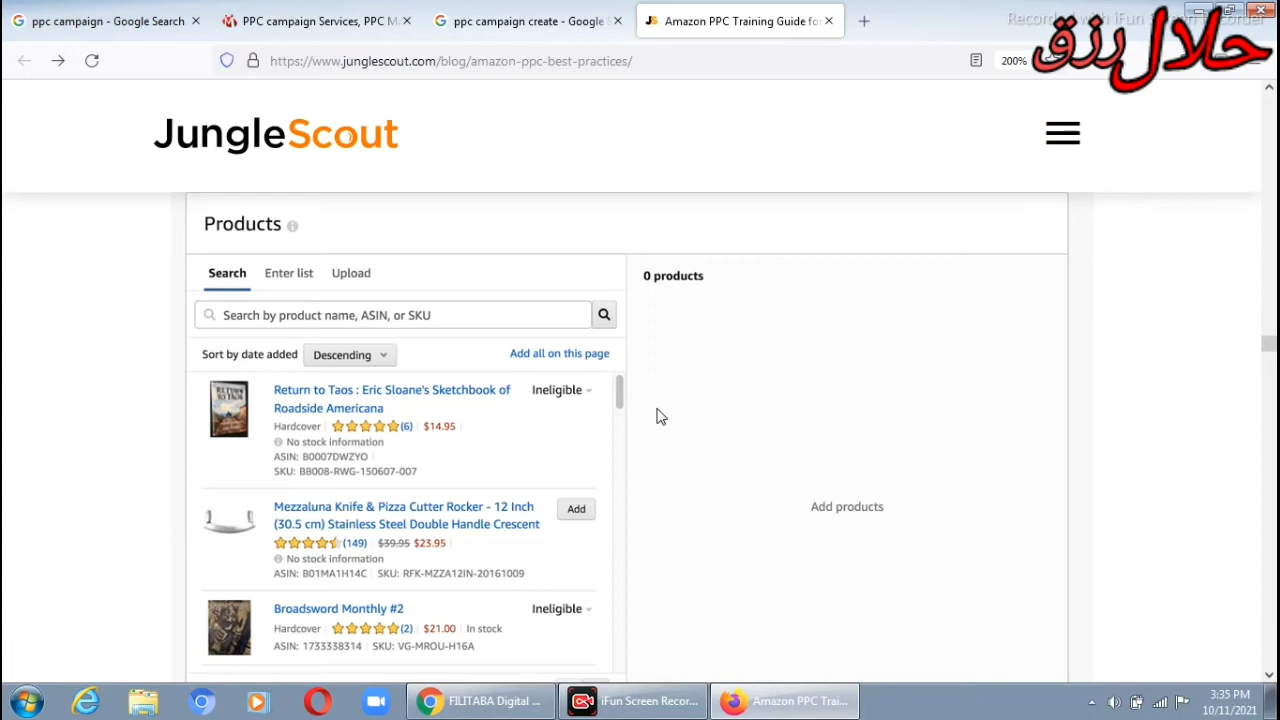 ppc campaign - Google Search
PPC campaign Services, PPC M
ppc campaign create - Google S
Amazon PPC Training Guide for
Recorded with iFun Screen Recorder
حلال رزق
https://www.junglescout.com/blog/amazon-ppc-best-practices/
200%
JungleScout
Products
Search Enter list Upload
0 products
Search by product name, ASIN, or SKU
Sort by date added Descending Add all on this page
Return to Taos : Eric Sloane's Sketchbook of Ineligible
Roadside Americana
Hardcover (6) $14.95
No stock information
ASIN: B0007DWZYO
SKU: BB008-RWG-150607-007
Mezzaluna Knife & Pizza Cutter Rocker - 12 Inch Add
(30.5 cm) Stainless Steel Double Handle Crescent
(149) $39.95 $23.95
No stock information
ASIN: B01MA1H14C SKU: RFK-MZZA12IN-20161009
Add products
Broadsword Monthly #2 Ineligible
Hardcover (2) $21.00 In stock
ASIN: 1733338314 SKU: VG-MROU-H16A
FILITABA Digital ...
iFun Screen Recor...
Amazon PPC Trai...
3:35 PM
10/11/2021